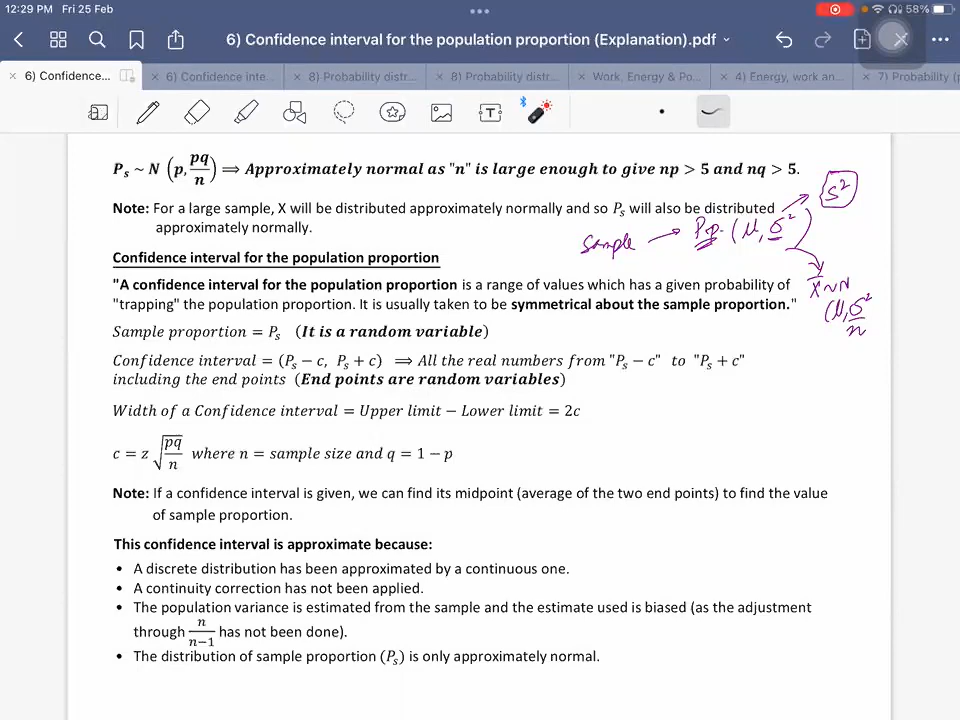 12:29 PM Fri 25 Feb
58%
6) Confidence interval for the population proportion (Explanation).pdf
6) Confidence...
6) Confidence inte...
8) Probability distr...
8) Probability distr...
Work, Energy & Po...
4) Energy, work an...
7) Probability (p
P_s ~ N (p, pq/n) ⟹ Approximately normal as "n" is large enough to give np > 5 and nq > 5.
Note: For a large sample, X will be distributed approximately normally and so P_s will also be distributed
approximately normally.
S²
Sample → Pop. (μ, σ²)
Confidence interval for the population proportion
"A confidence interval for the population proportion is a range of values which has a given probability of
"trapping" the population proportion. It is usually taken to be symmetrical about the sample proportion."
X̄ ~ N
(μ, σ²/n
Sample proportion = P_s (It is a random variable)
Confidence interval = (P_s − c, P_s + c) ⟹ All the real numbers from "P_s − c" to "P_s + c"
including the end points (End points are random variables)
Width of a Confidence interval = Upper limit − Lower limit = 2c
c = z √(pq/n) where n = sample size and q = 1 − p
Note: If a confidence interval is given, we can find its midpoint (average of the two end points) to find the value
of sample proportion.
This confidence interval is approximate because:
• A discrete distribution has been approximated by a continuous one.
• A continuity correction has not been applied.
• The population variance is estimated from the sample and the estimate used is biased (as the adjustment
through n/(n−1) has not been done).
• The distribution of sample proportion (P_s) is only approximately normal.